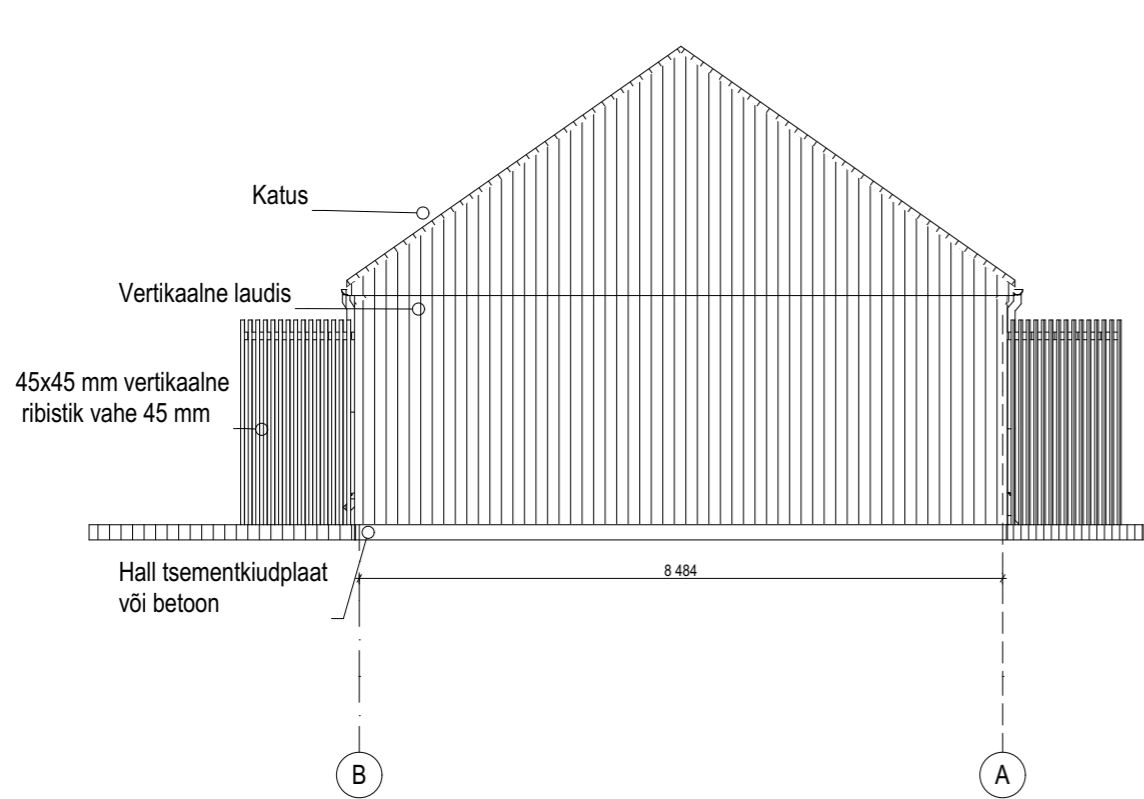 Katus
Vertikaalne laudis
45x45 mm vertikaalne
ribistik vahe 45 mm
Hall tsementkiudplaat
või betoon
8 484
B
A